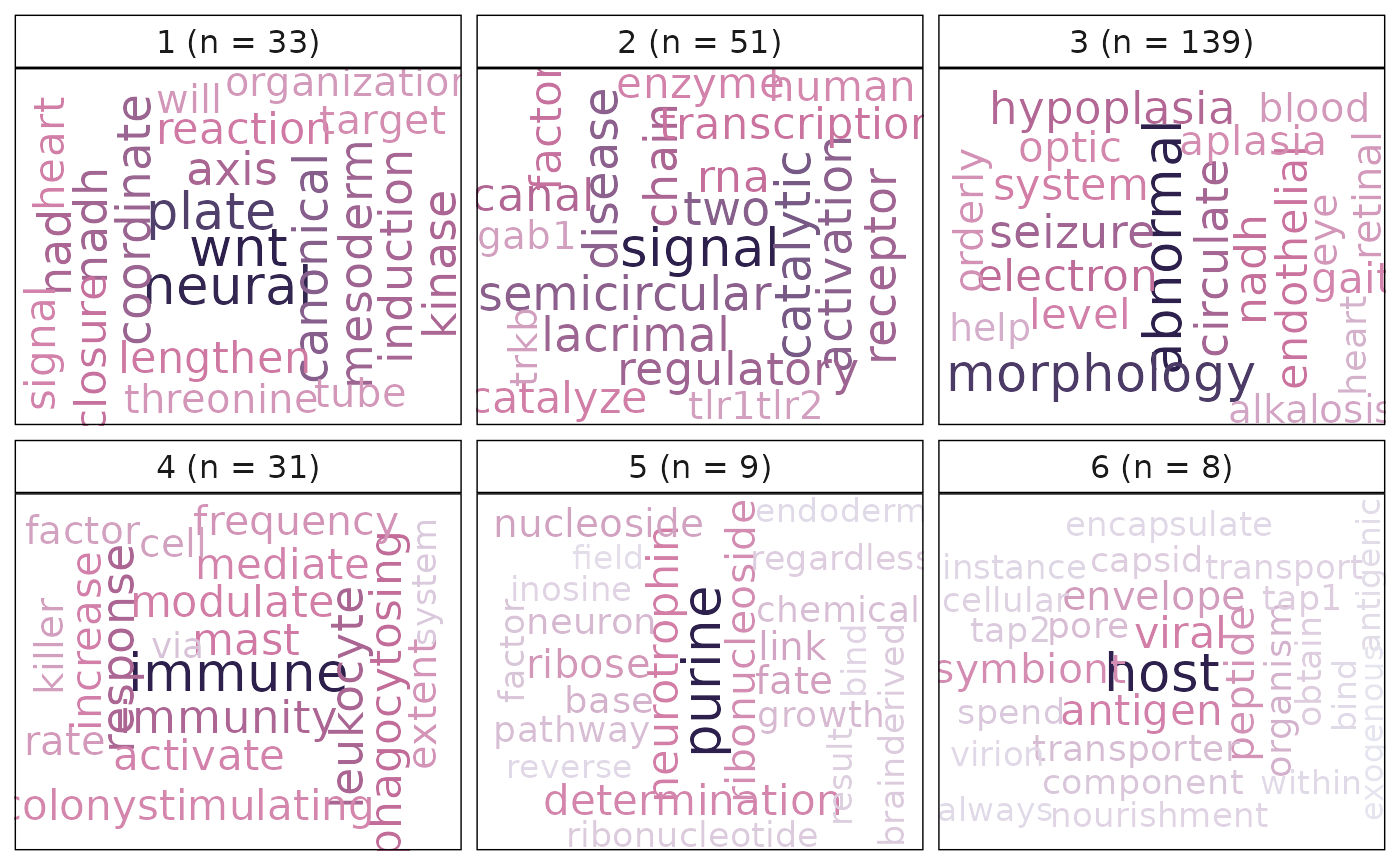 1 (n = 33)
organization
will
heart
reaction
target
coordinate
axis
nadh
madh
plate
canonical
mesoderm
induction
wnt
kinase
neural
signal
closure
lengthen
threonine
tube
2 (n = 51)
factor
enzyme
human
disease
chain
transcription
rna
canal
two
catalytic
activation
receptor
gab1
signal
semicircular
lacrimal
trkb
regulatory
catalyze
tlr1tlr2
3 (n = 139)
hypoplasia
blood
optic
aplasia
abnormal
orderly
system
endothelial
retinal
seizure
circulate
eye
electron
nadh
gait
level
help
heart
morphology
alkalosis
4 (n = 31)
frequency
factor
cell
mediate
increase
response
phagocytosing
system
modulate
killer
mast
via
leukocyte
immune
immunity
extent
rate
activate
colonystimulating
5 (n = 9)
nucleoside
endoderm
field
neurotrophin
ribonucleoside
regardless
inosine
purine
factor
neuron
chemical
link
bind
ribose
fate
base
growth
pathway
brainderived
reverse
result
determination
ribonucleotide
6 (n = 8)
encapsulate
antigenic
instance
capsid
transport
cellular
envelope
tap1
tap2
pore
viral
peptide
organism
obtain
symbiont
host
bind
spend
antigen
exogenous
virion
transporter
component
within
always
nourishment